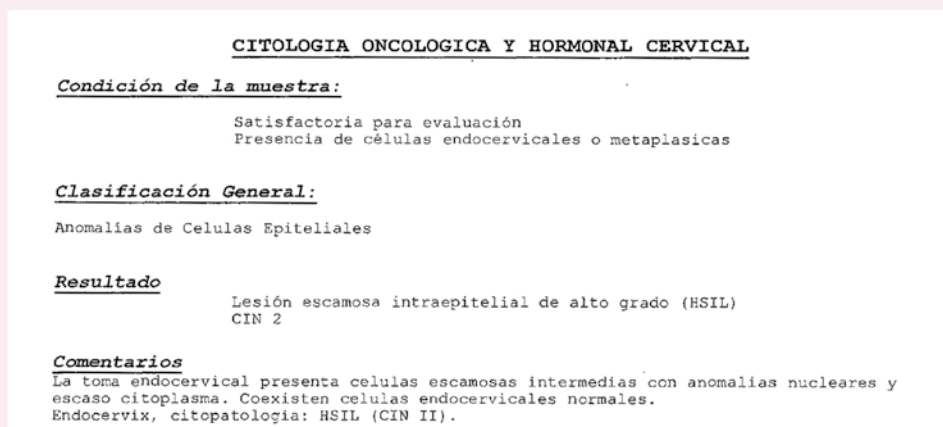 CITOLOGIA ONCOLOGICA Y HORMONAL CERVICAL
Condición de la muestra:
Satisfactoria para evaluación
Presencia de células endocervicales o metaplasicas
Clasificación General:
Anomalías de Celulas Epiteliales
Resultado
Lesión escamosa intraepitelial de alto grado (HSIL)
CIN 2
Comentarios
La toma endocervical presenta celulas escamosas intermedias con anomalias nucleares y
escaso citoplasma. Coexisten celulas endocervicales normales.
Endocervix, citopatologia: HSIL (CIN II).